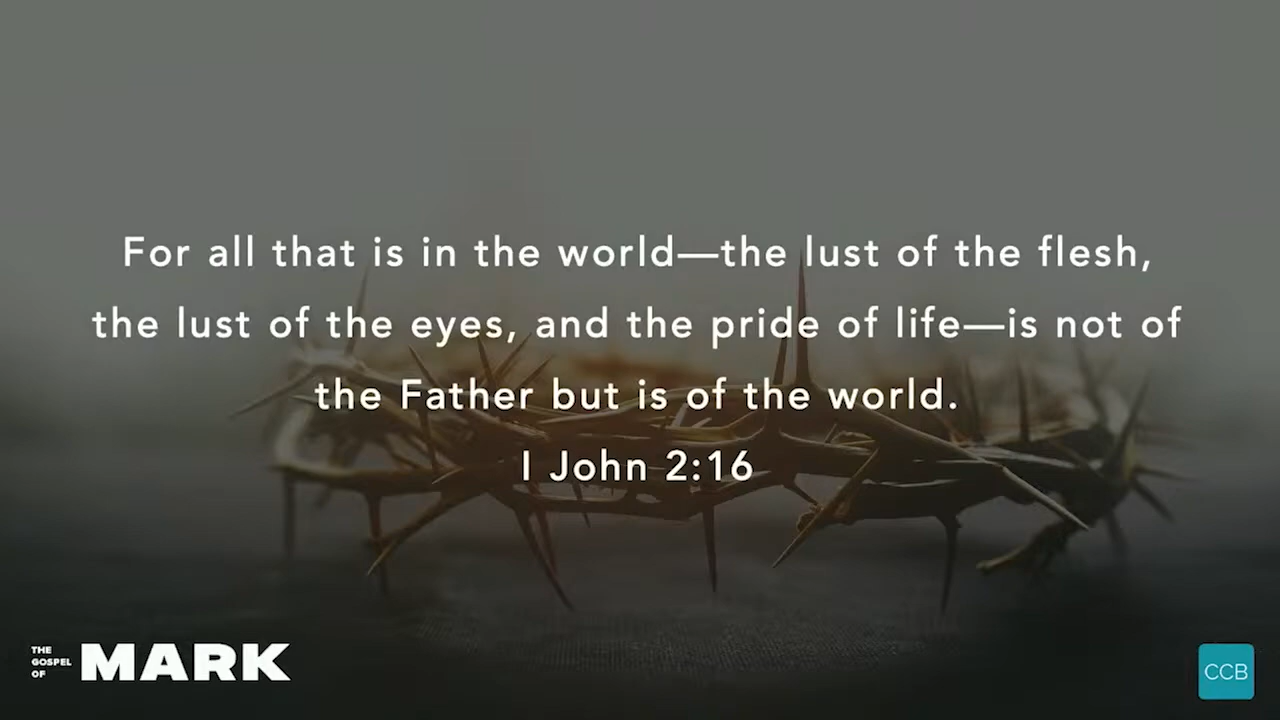 For all that is in the world—the lust of the flesh,
the lust of the eyes, and the pride of life—is not of
the Father but is of the world.
I John 2:16
THE
GOSPEL
OF
MARK
CCB